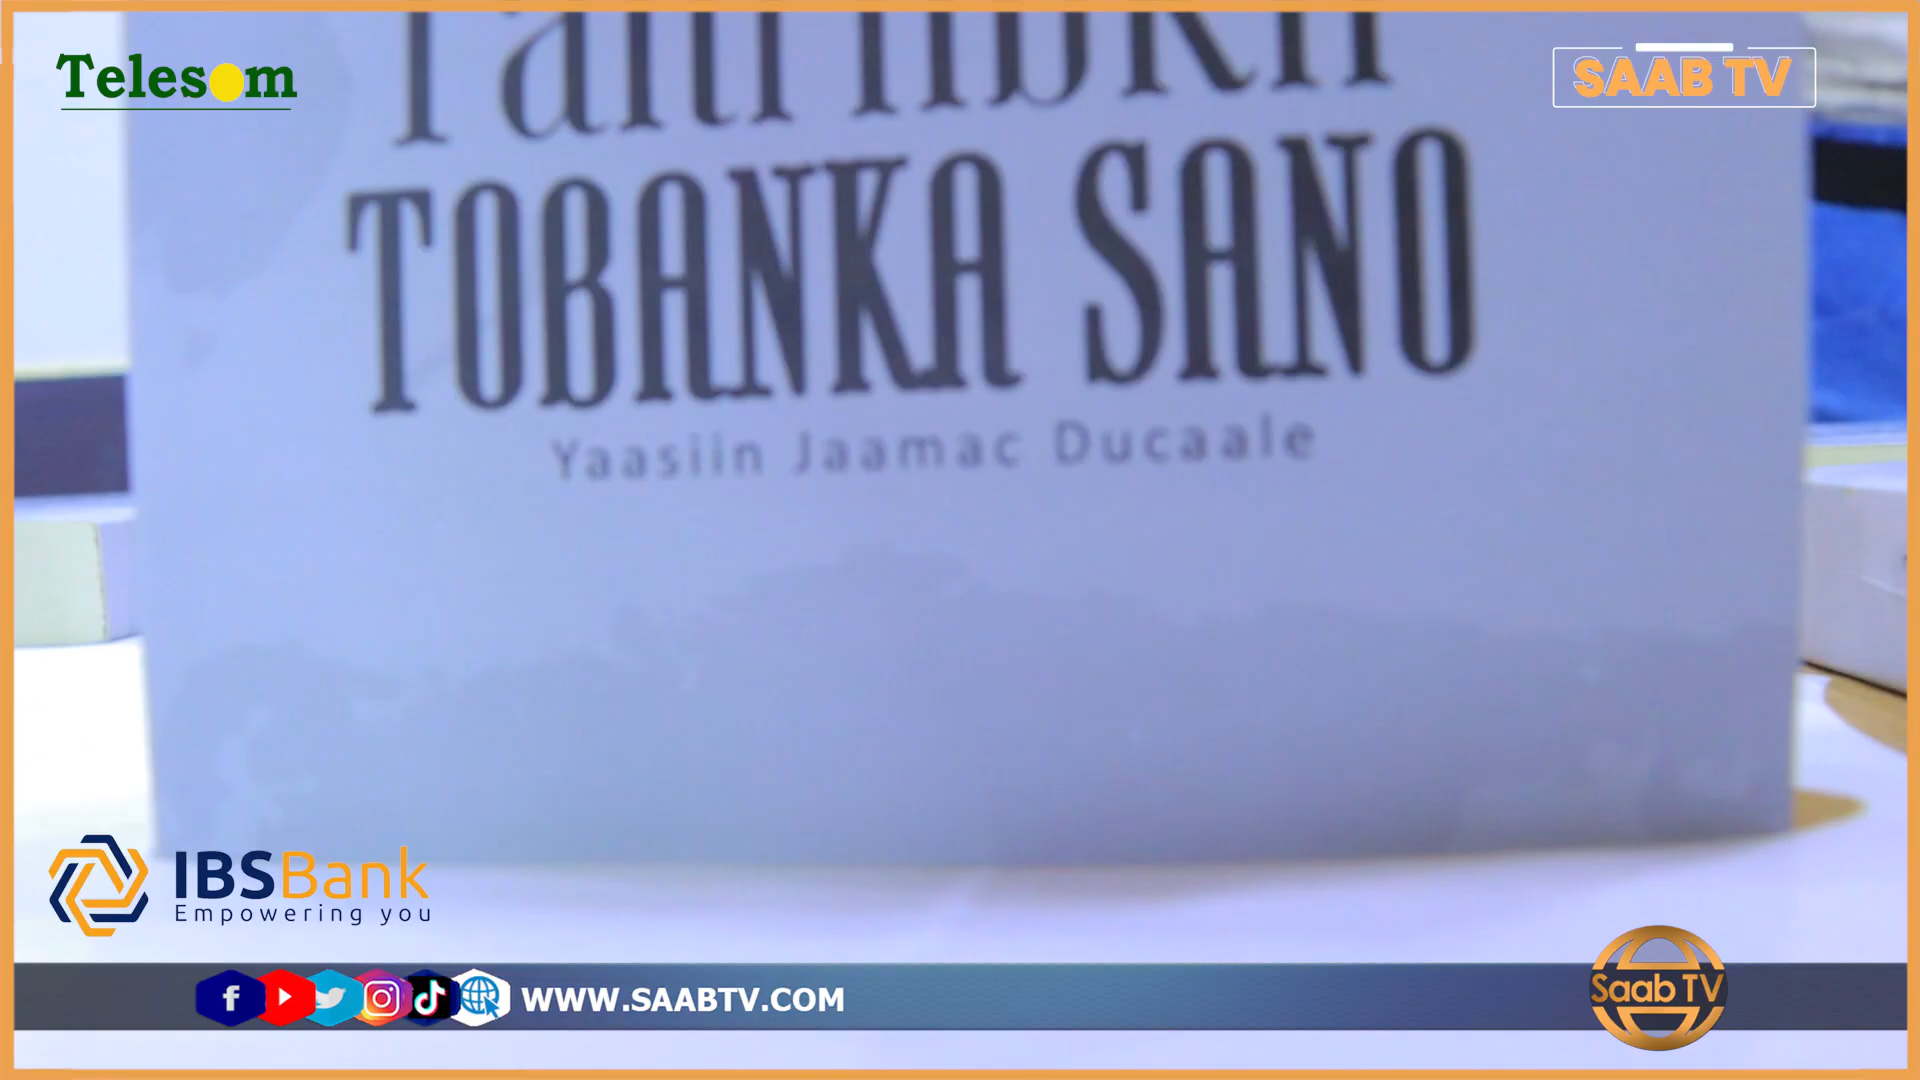 Telesom
SAAB TV
TOBANKA SANO
Yaasiin Jaamac Ducaale
IBSBank
Empowering you
WWW.SAABTV.COM
Saab TV